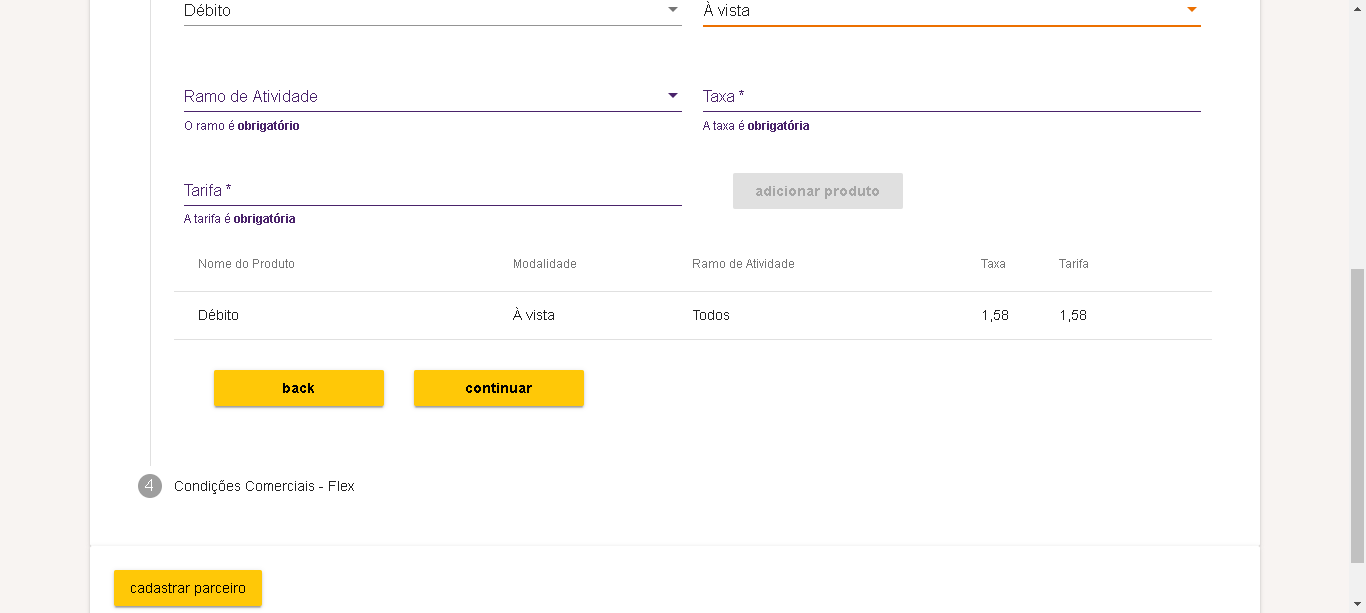 Débito À vista
Ramo de Atividade Taxa *
O ramo é obrigatório A taxa é obrigatória
Tarifa * adicionar produto
A tarifa é obrigatória
Nome do Produto Modalidade Ramo de Atividade Taxa Tarifa
Débito À vista Todos 1,58 1,58
back continuar
4 Condições Comerciais - Flex
cadastrar parceiro